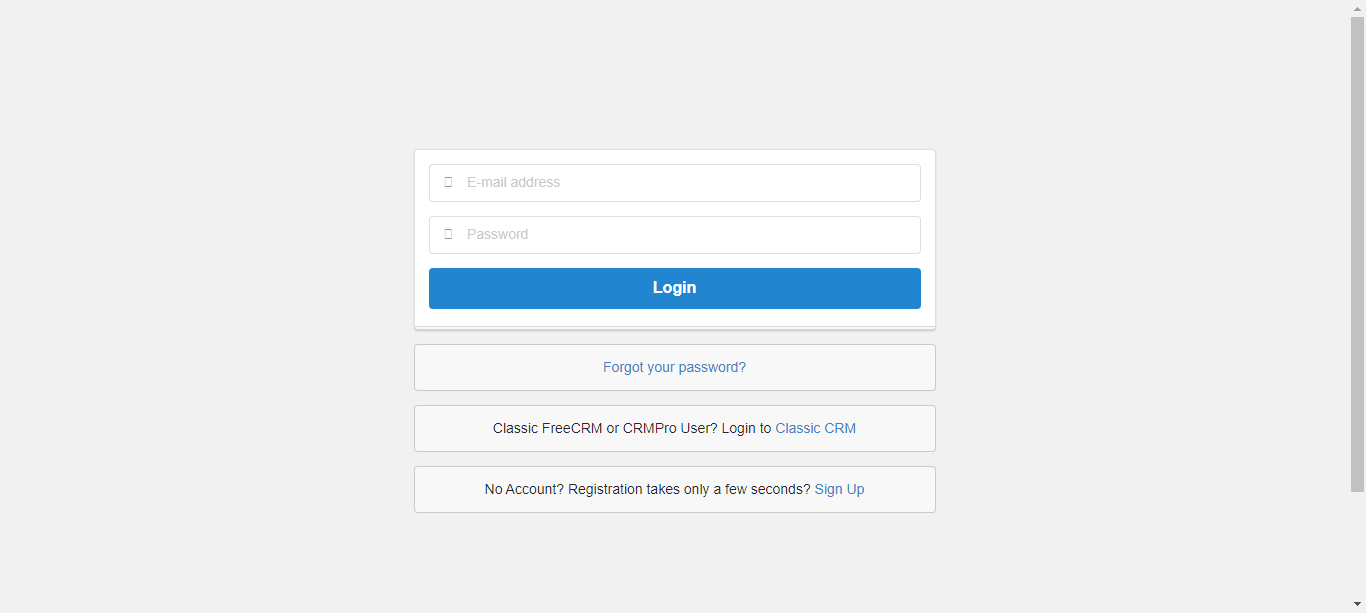 E-mail address
Password
Login
Forgot your password?
Classic FreeCRM or CRMPro User? Login to Classic CRM
No Account? Registration takes only a few seconds? Sign Up